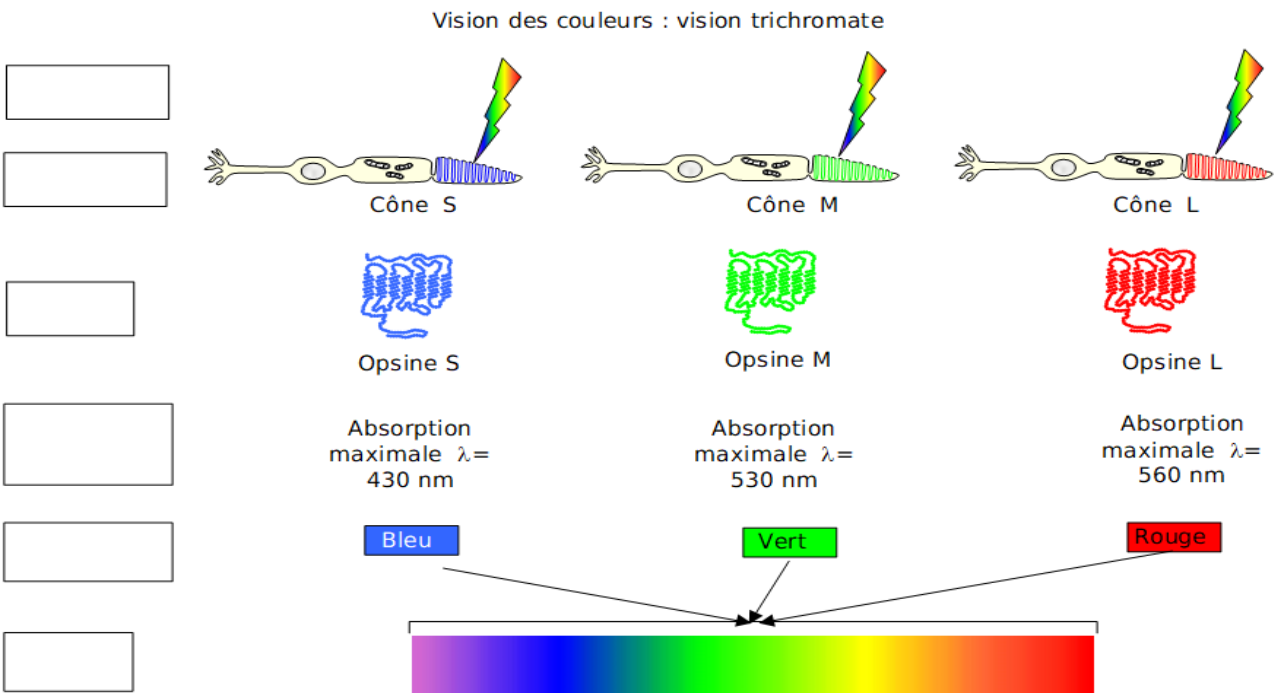 Vision des couleurs : vision trichromate
Cône S
Cône M
Cône L
Opsine S
Opsine M
Opsine L
Absorption
maximale λ=
430 nm
Absorption
maximale λ=
530 nm
Absorption
maximale λ=
560 nm
Bleu
Vert
Rouge